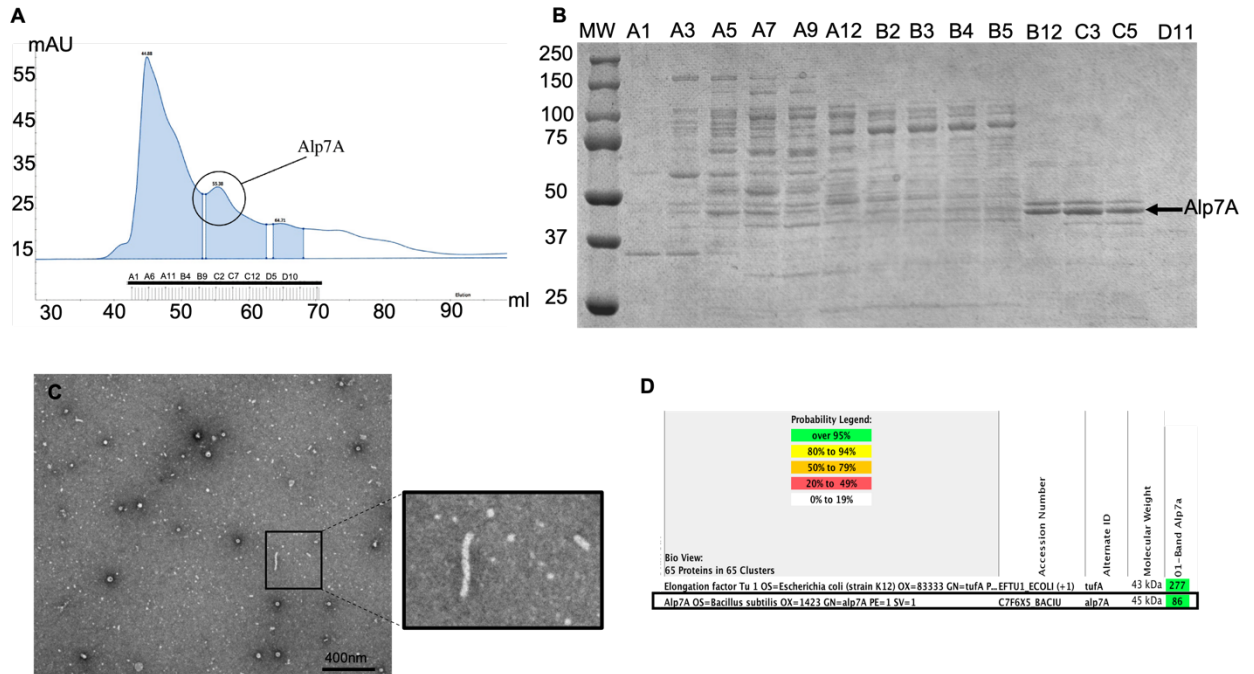 A
mAU
55
45
35
25
15
44.88
55.30
Alp7A
A1 A6 A11 B4 B9 C2 C7 C12 D5 D10
30 40 50 60 70 80 90 ml
B
MW A1 A3 A5 A7 A9 A12 B2 B3 B4 B5 B12 C3 C5 D11
250
150
100
75
50
37
25
Alp7A
C
400nm
D
Probability Legend:
over 95%
80% to 94%
50% to 79%
20% to 49%
0% to 19%
Accession Number
Alternate ID
Molecular Weight
01-Band Alp7a
Bio View:
65 Proteins in 65 Clusters
Elongation factor Tu 1 OS=Escherichia coli (strain K12) OX=83333 GN=tufA P... EFTU1_ECOLI (+1) tufA 43 kDa 277
Alp7A OS=Bacillus subtilis OX=1423 GN=alp7A PE=1 SV=1 C7F6X5_BACIU alp7A 45 kDa 86